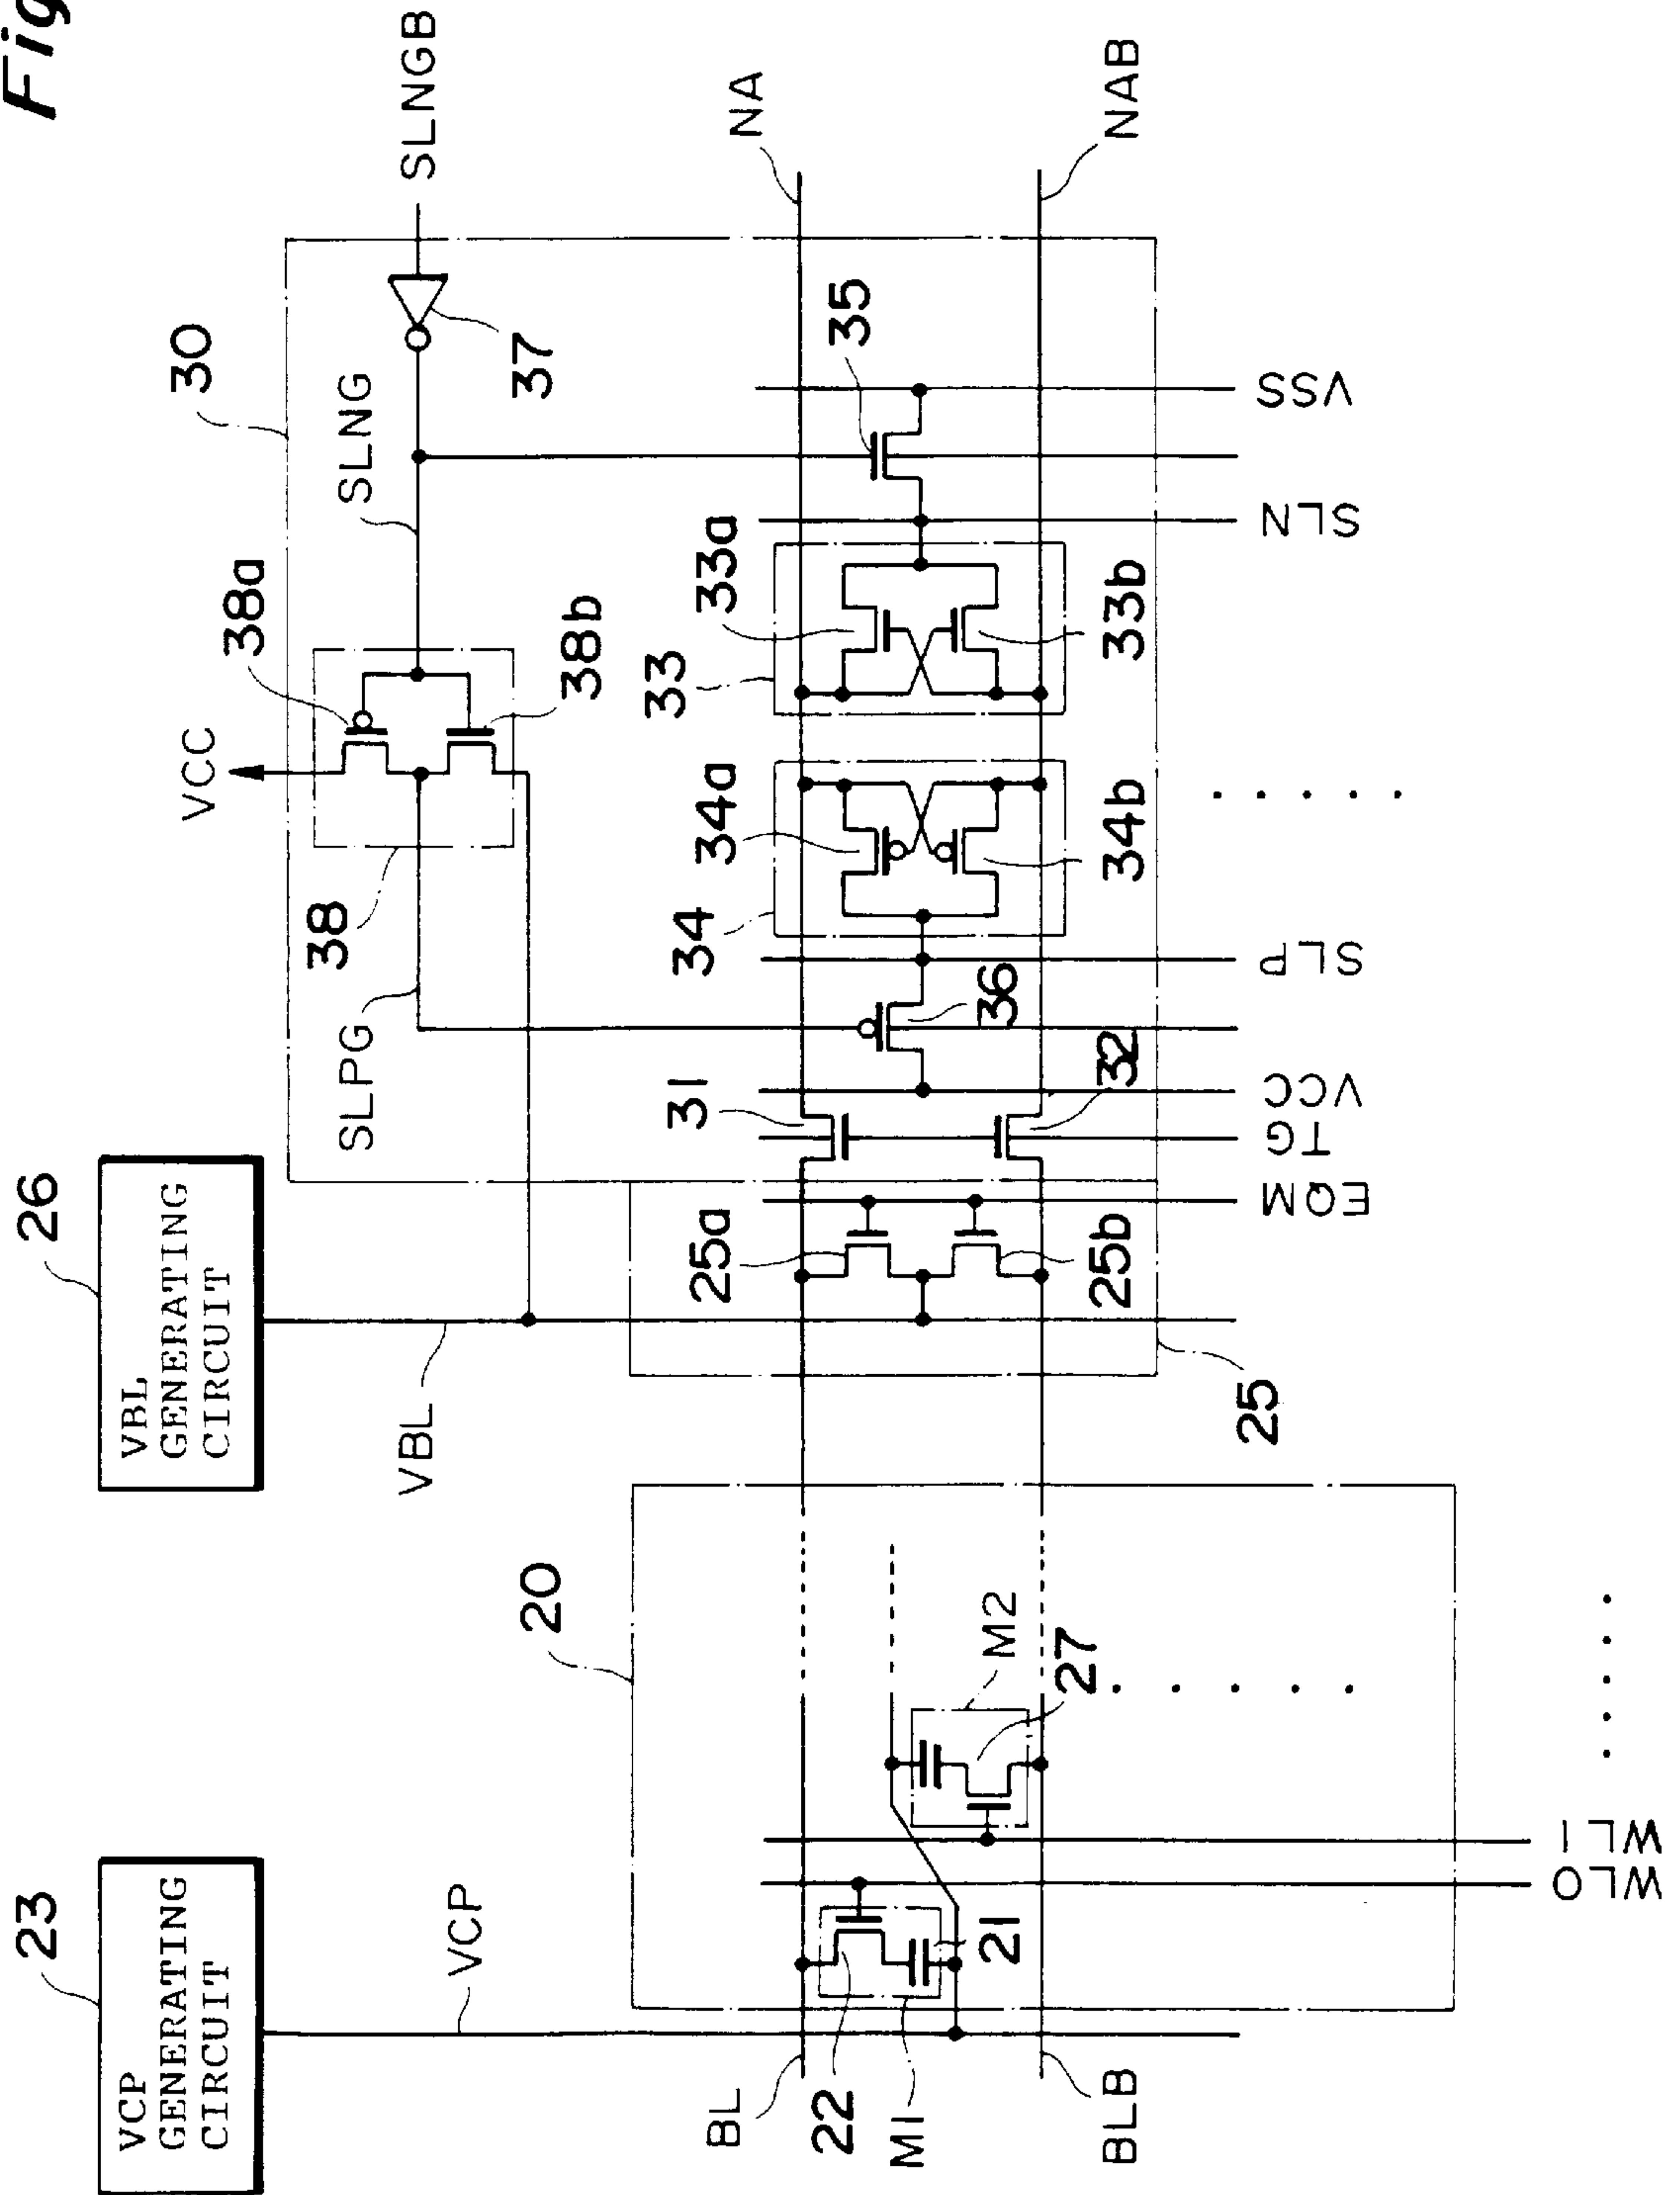 Fig
23
VCP
GENERATING
CIRCUIT
26
VBL
GENERATING
CIRCUIT
VCP
VBL
SLPG
38
VCC
38a
38b
SLNG
30
37
SLNGB
20
BL
22
M1
21
BLB
M2
27
25a
25b
25
31
32
36
34
34a
34b
33
33a
33b
35
NA
NAB
WL0
WL1
EQM
TG
VCC
SLP
SLN
VSS